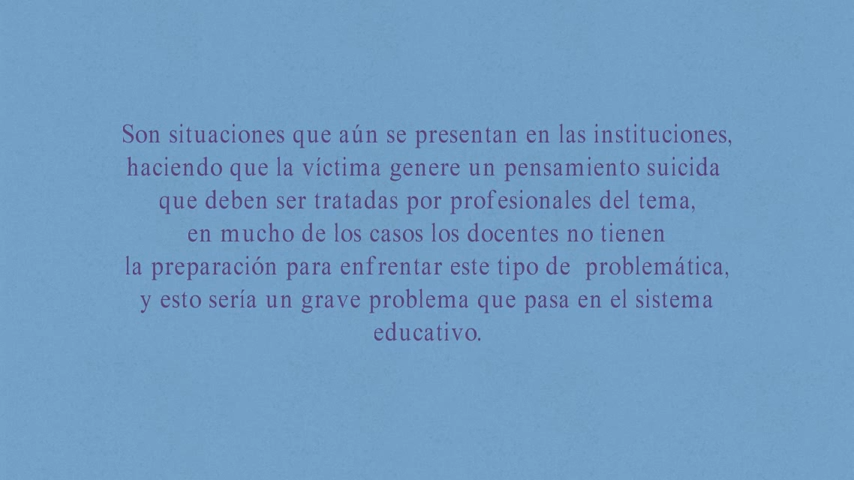 Son situaciones que aún se presentan en las instituciones,
haciendo que la víctima genere un pensamiento suicida
que deben ser tratadas por profesionales del tema,
en mucho de los casos los docentes no tienen
la preparación para enfrentar este tipo de problemática,
y esto sería un grave problema que pasa en el sistema
educativo.